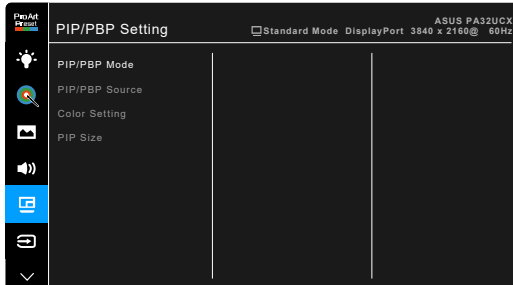 ProArt
Preset
PIP/PBP Setting
ASUS PA32UCX
Standard Mode DisplayPort 3840 x 2160@ 60Hz
PIP/PBP Mode
PIP/PBP Source
Color Setting
PIP Size